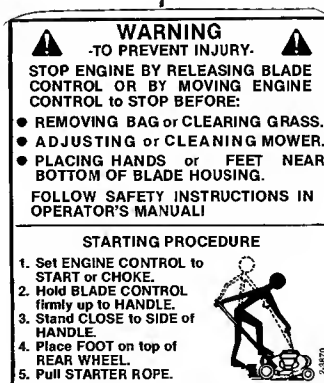 WARNING
-TO PREVENT INJURY-
STOP ENGINE BY RELEASING BLADE
CONTROL OR BY MOVING ENGINE
CONTROL to STOP BEFORE:
● REMOVING BAG or CLEARING GRASS.
● ADJUSTING or CLEANING MOWER.
● PLACING HANDS or FEET NEAR
BOTTOM OF BLADE HOUSING.
FOLLOW SAFETY INSTRUCTIONS IN
OPERATOR'S MANUALI
STARTING PROCEDURE
1. Set ENGINE CONTROL to
START or CHOKE.
2. Hold BLADE CONTROL
firmly up to HANDLE.
3. Stand CLOSE to SIDE of
HANDLE.
4. Place FOOT on top of
REAR WHEEL.
5. Pull STARTER ROPE.
2-3870